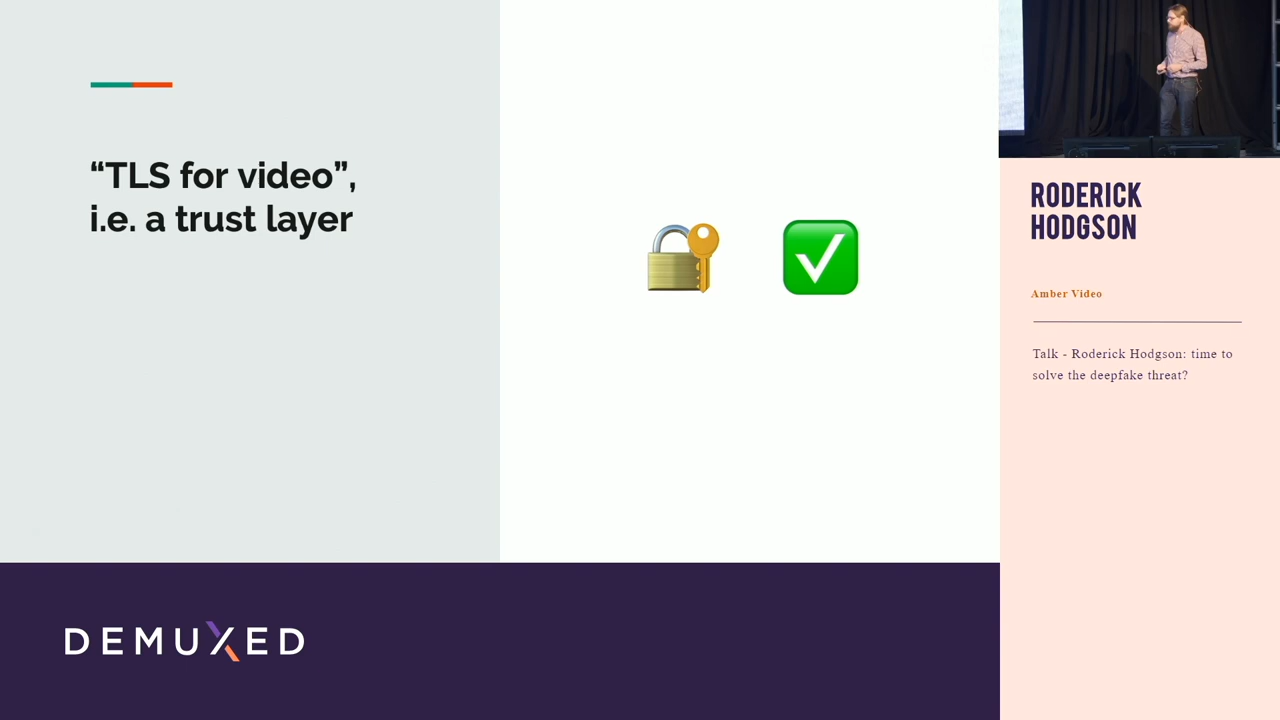 “TLS for video”,
i.e. a trust layer
RODERICK
HODGSON
Amber Video
Talk - Roderick Hodgson: time to
solve the deepfake threat?
DEMUXED